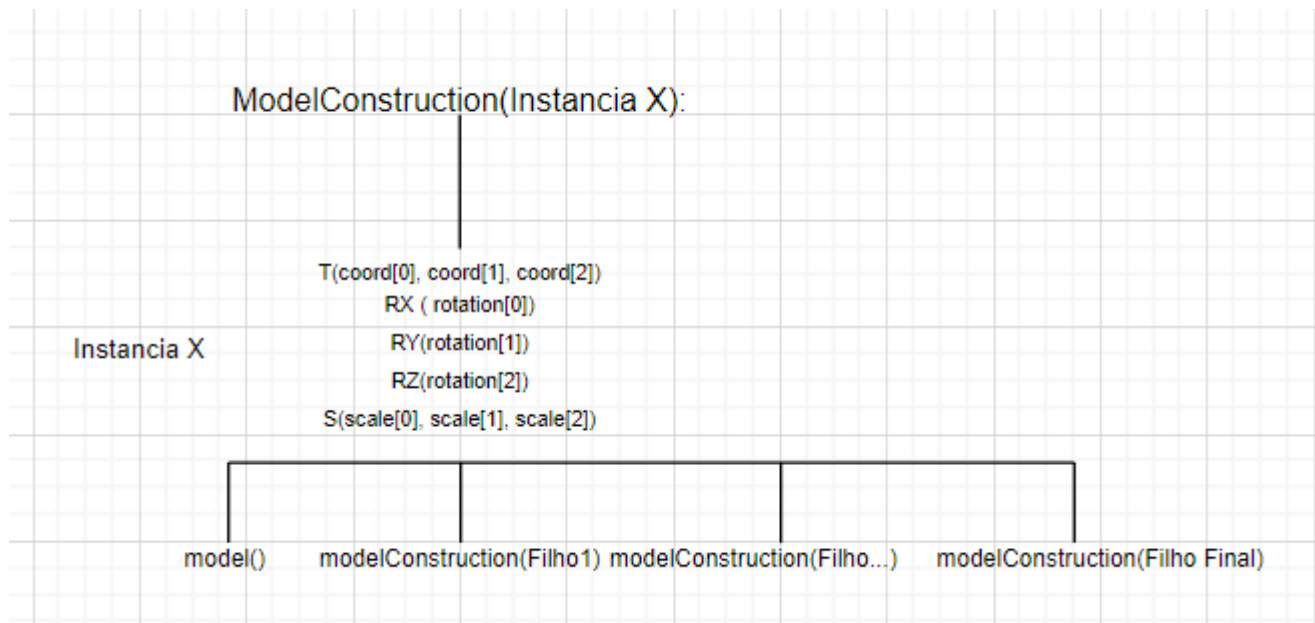 ModelConstruction(Instancia X):
T(coord[0], coord[1], coord[2])
RX ( rotation[0])
Instancia X
RY(rotation[1])
RZ(rotation[2])
S(scale[0], scale[1], scale[2])
model()
modelConstruction(Filho1)
modelConstruction(Filho...)
modelConstruction(Filho Final)